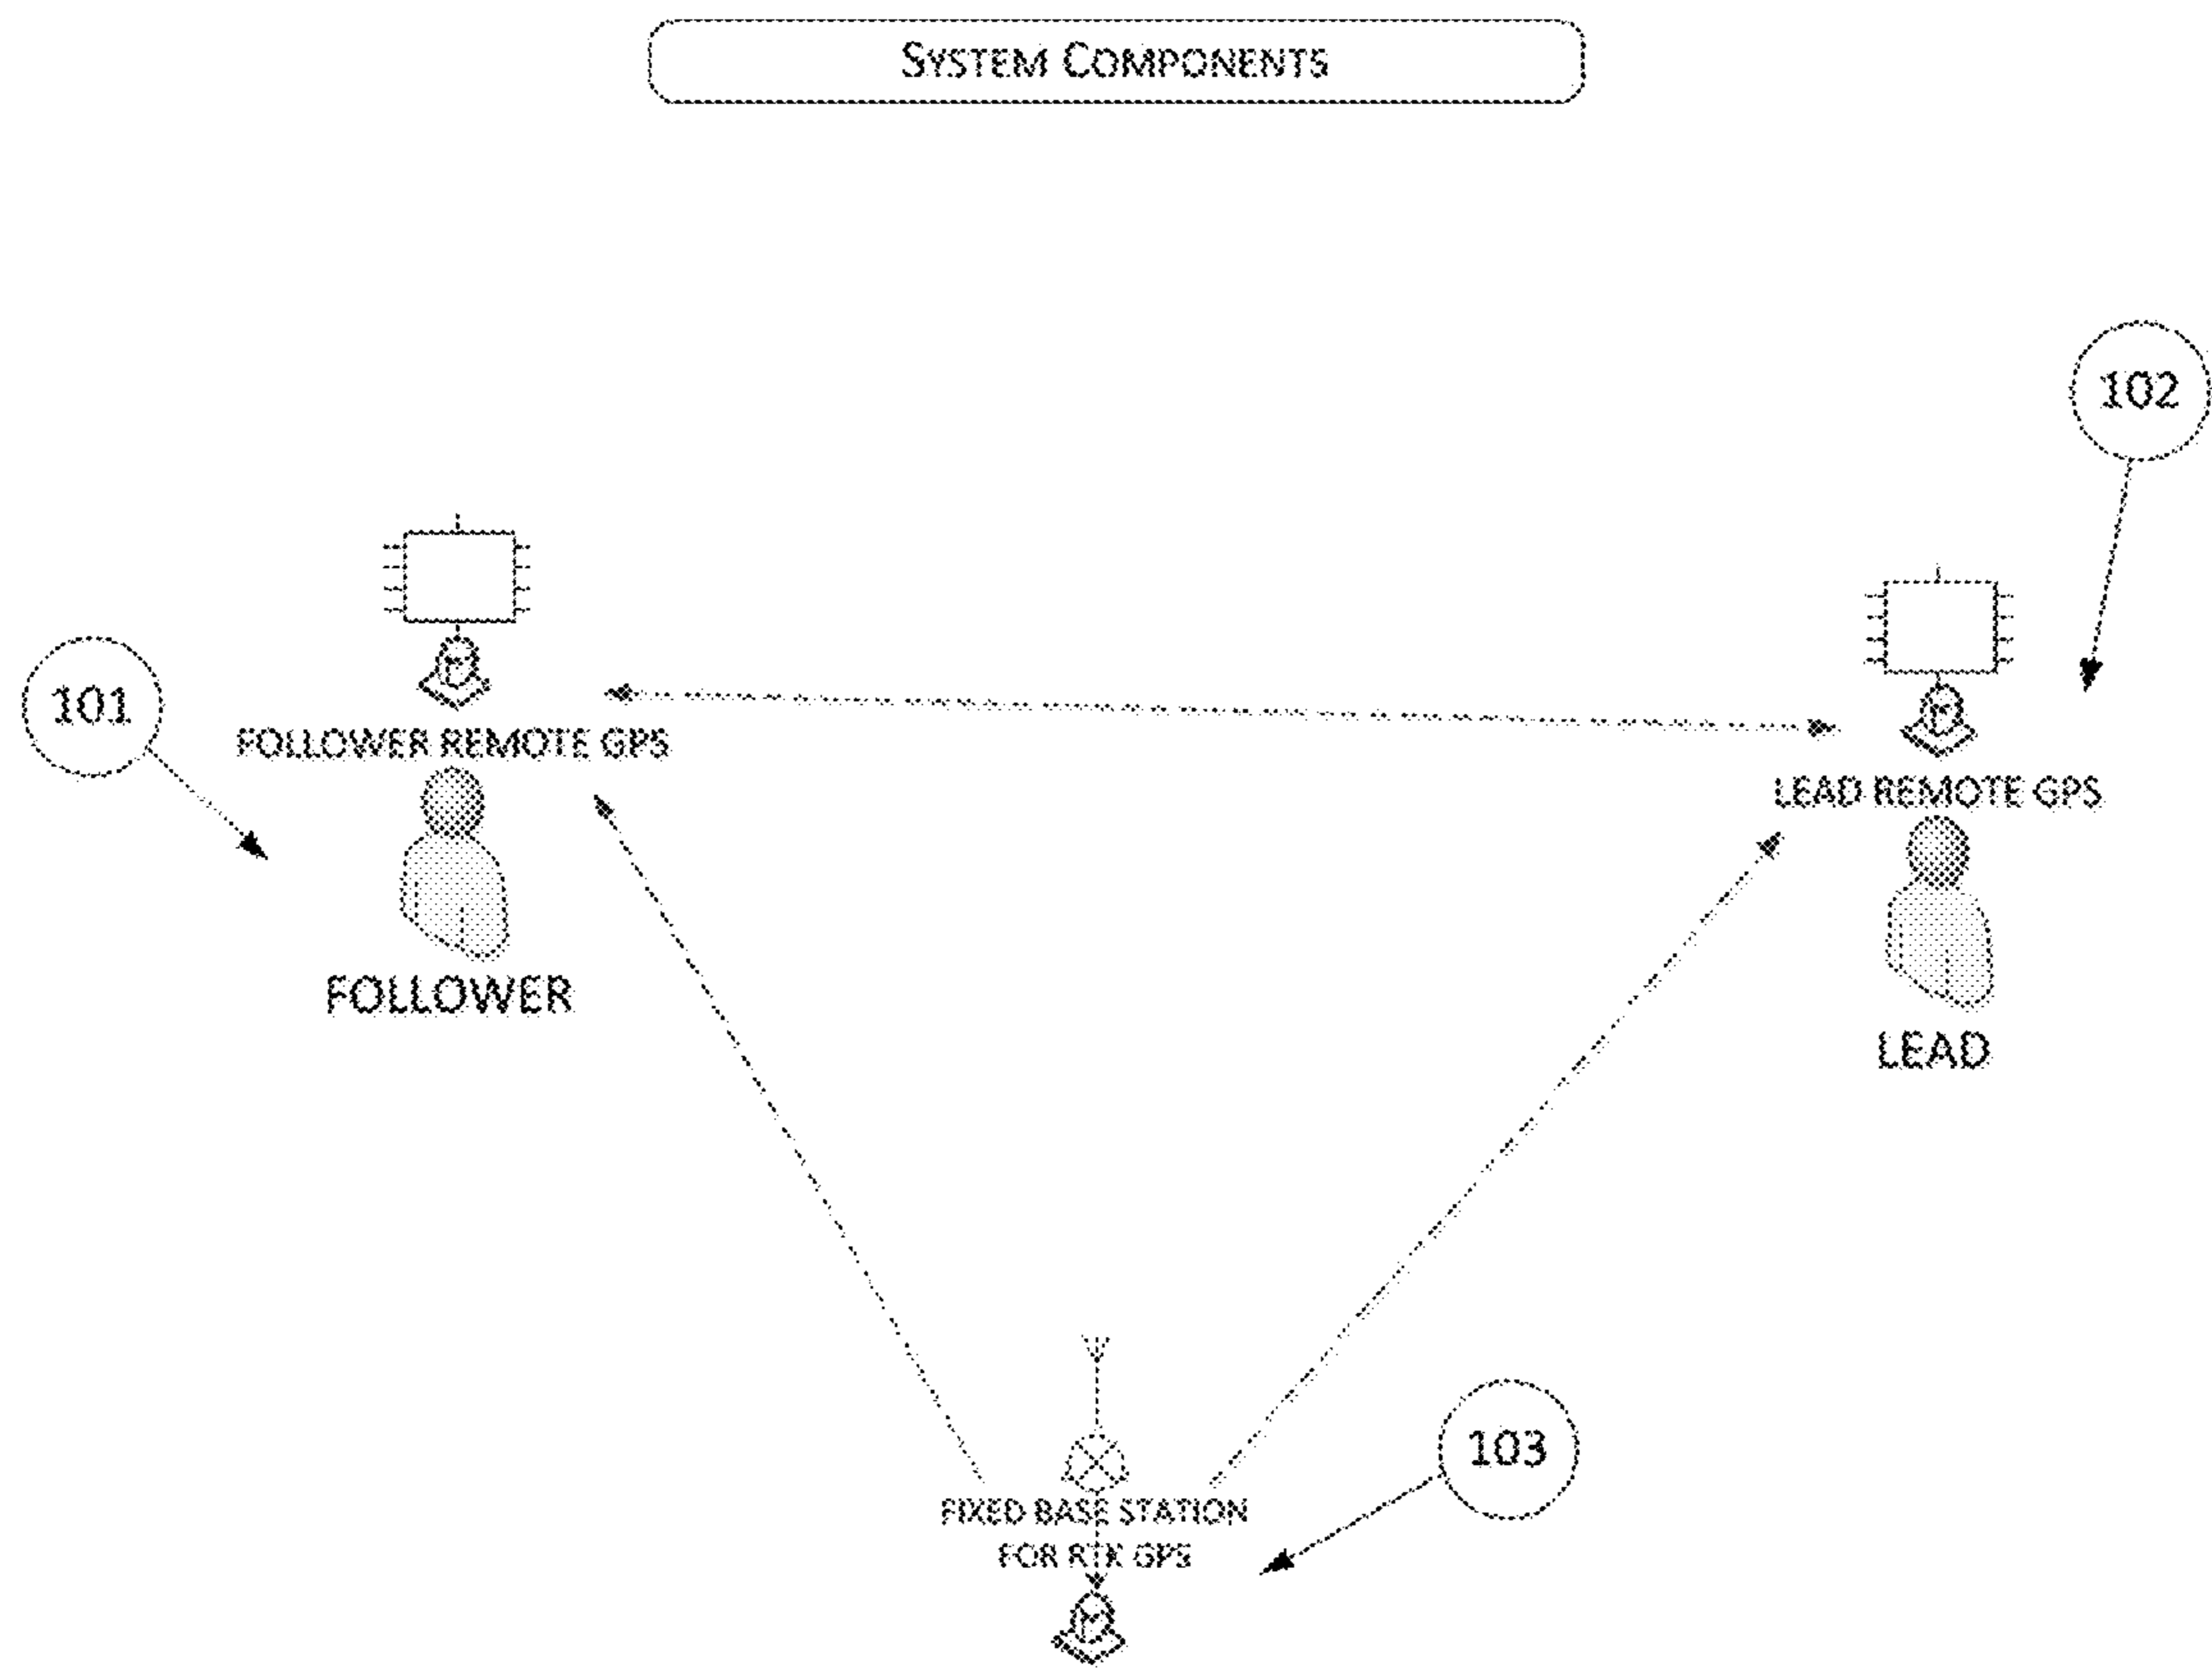 SYSTEM COMPONENTS
102
101
FOLLOWER REMOTE GPS
LEAD REMOTE GPS
FOLLOWER
LEAD
103
FIXED BASE STATION
FOR RTK GPS